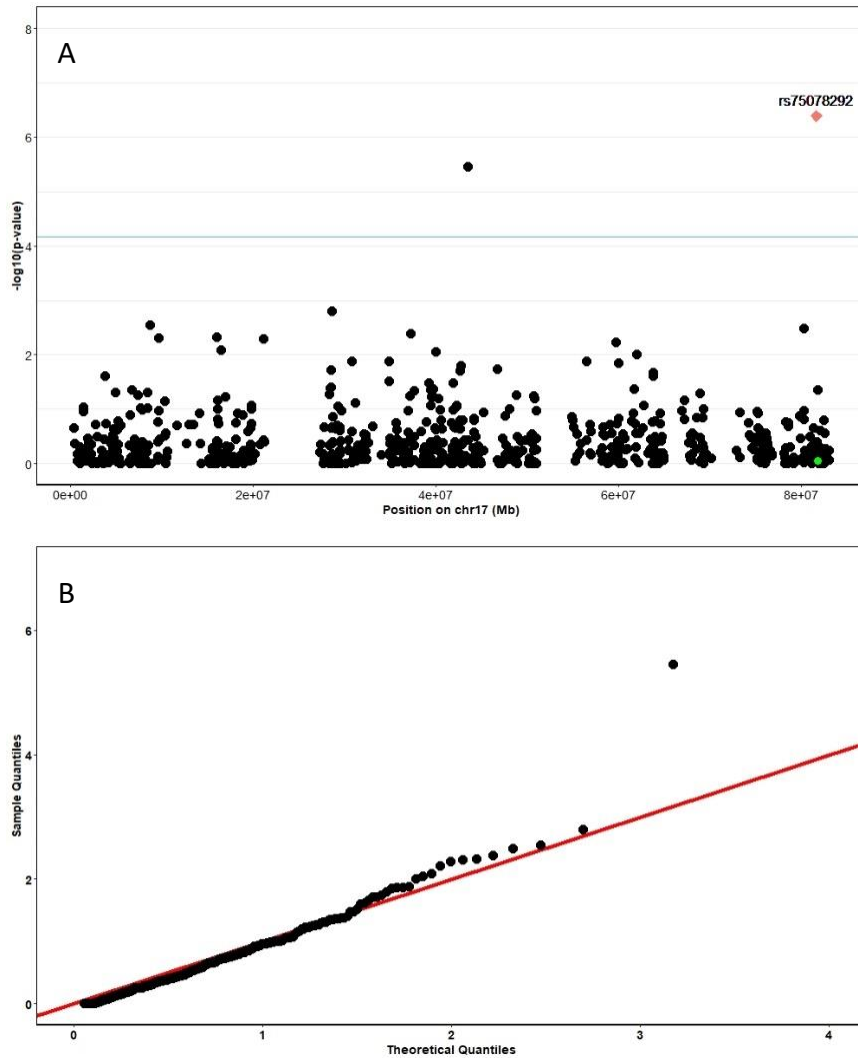 A
8
rs75078292
6
4
2
0
-log10(p-value)
0e+00 2e+07 4e+07 6e+07 8e+07
Position on chr17 (Mb)
B
6
4
2
0
Sample Quantiles
0 1 2 3 4
Theoretical Quantiles